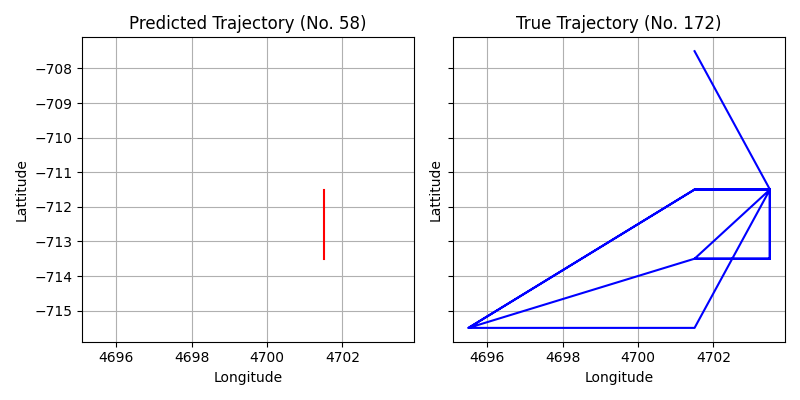 Predicted Trajectory (No. 58)
True Trajectory (No. 172)
−708
−709
−710
−711
−712
−713
−714
−715
Lattitude
Lattitude
4696
4698
4700
4702
4696
4698
4700
4702
Longitude
Longitude